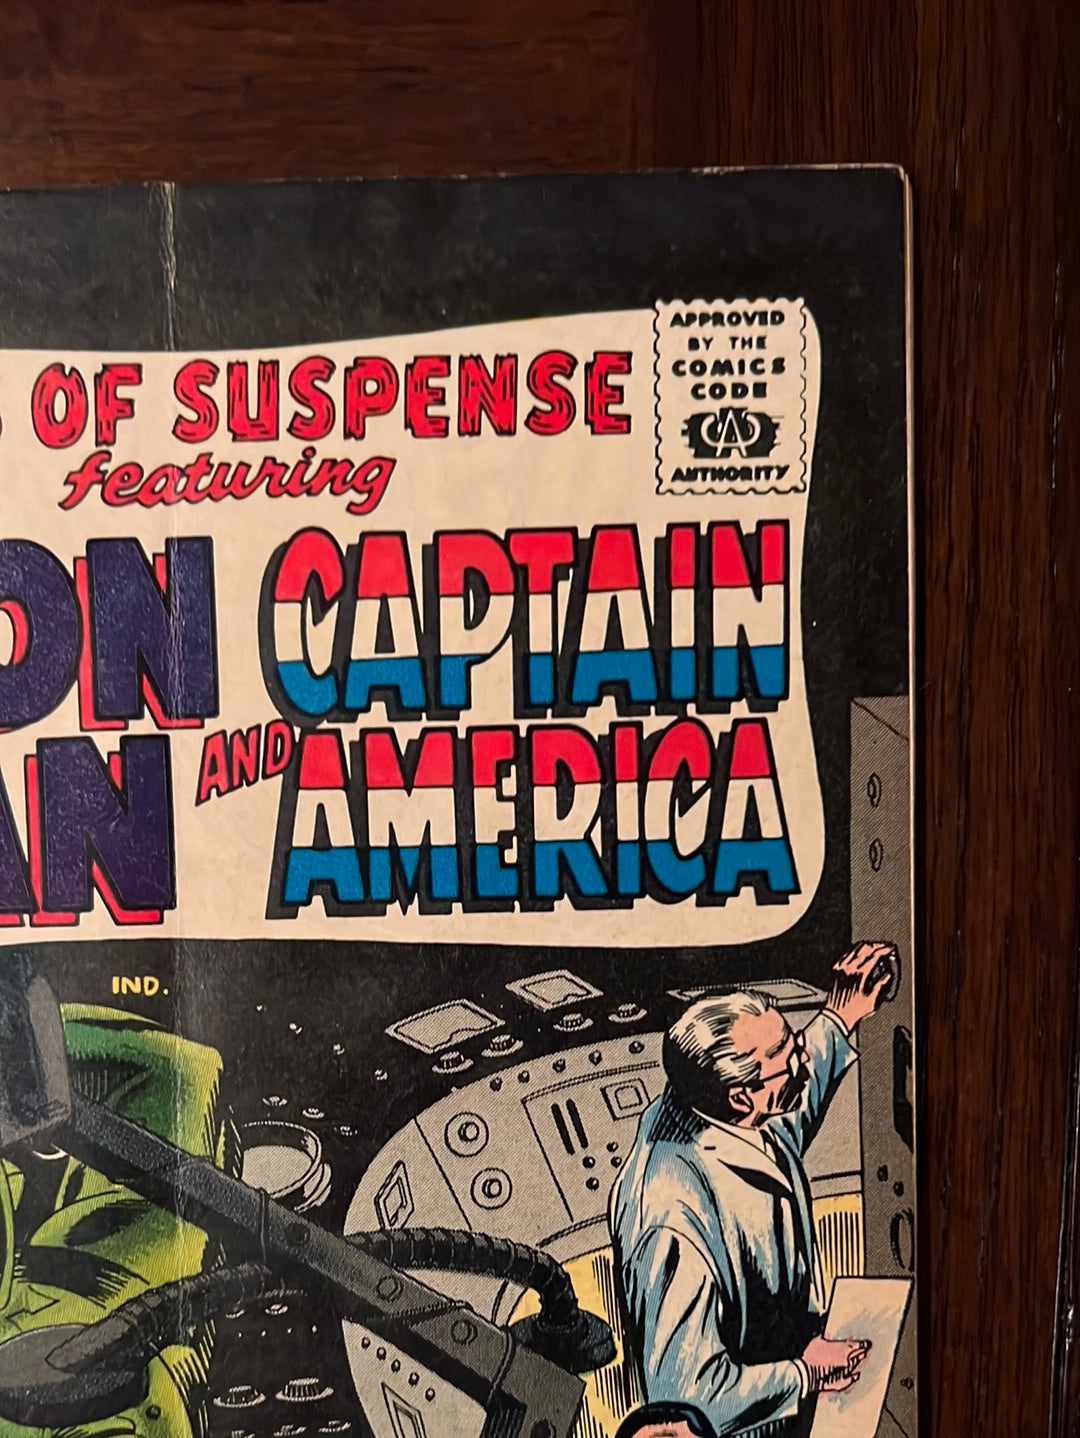 APPROVED
BY THE
COMICS
CODE
AUTHORITY
OF SUSPENSE
featuring
ON
AN
AND
CAPTAIN
AMERICA
IND.